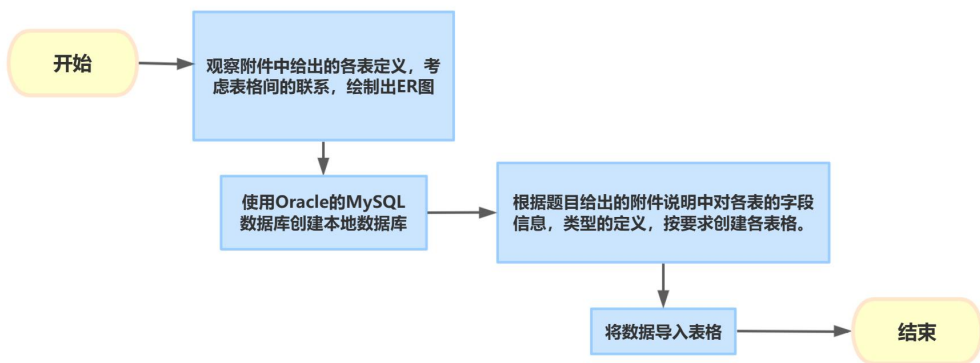 开始
观察附件中给出的各表定义，考
虑表格间的联系，绘制出ER图
使用Oracle的MySQL
数据库创建本地数据库
根据题目给出的附件说明中对各表的字段
信息，类型的定义，按要求创建各表格。
将数据导入表格
结束